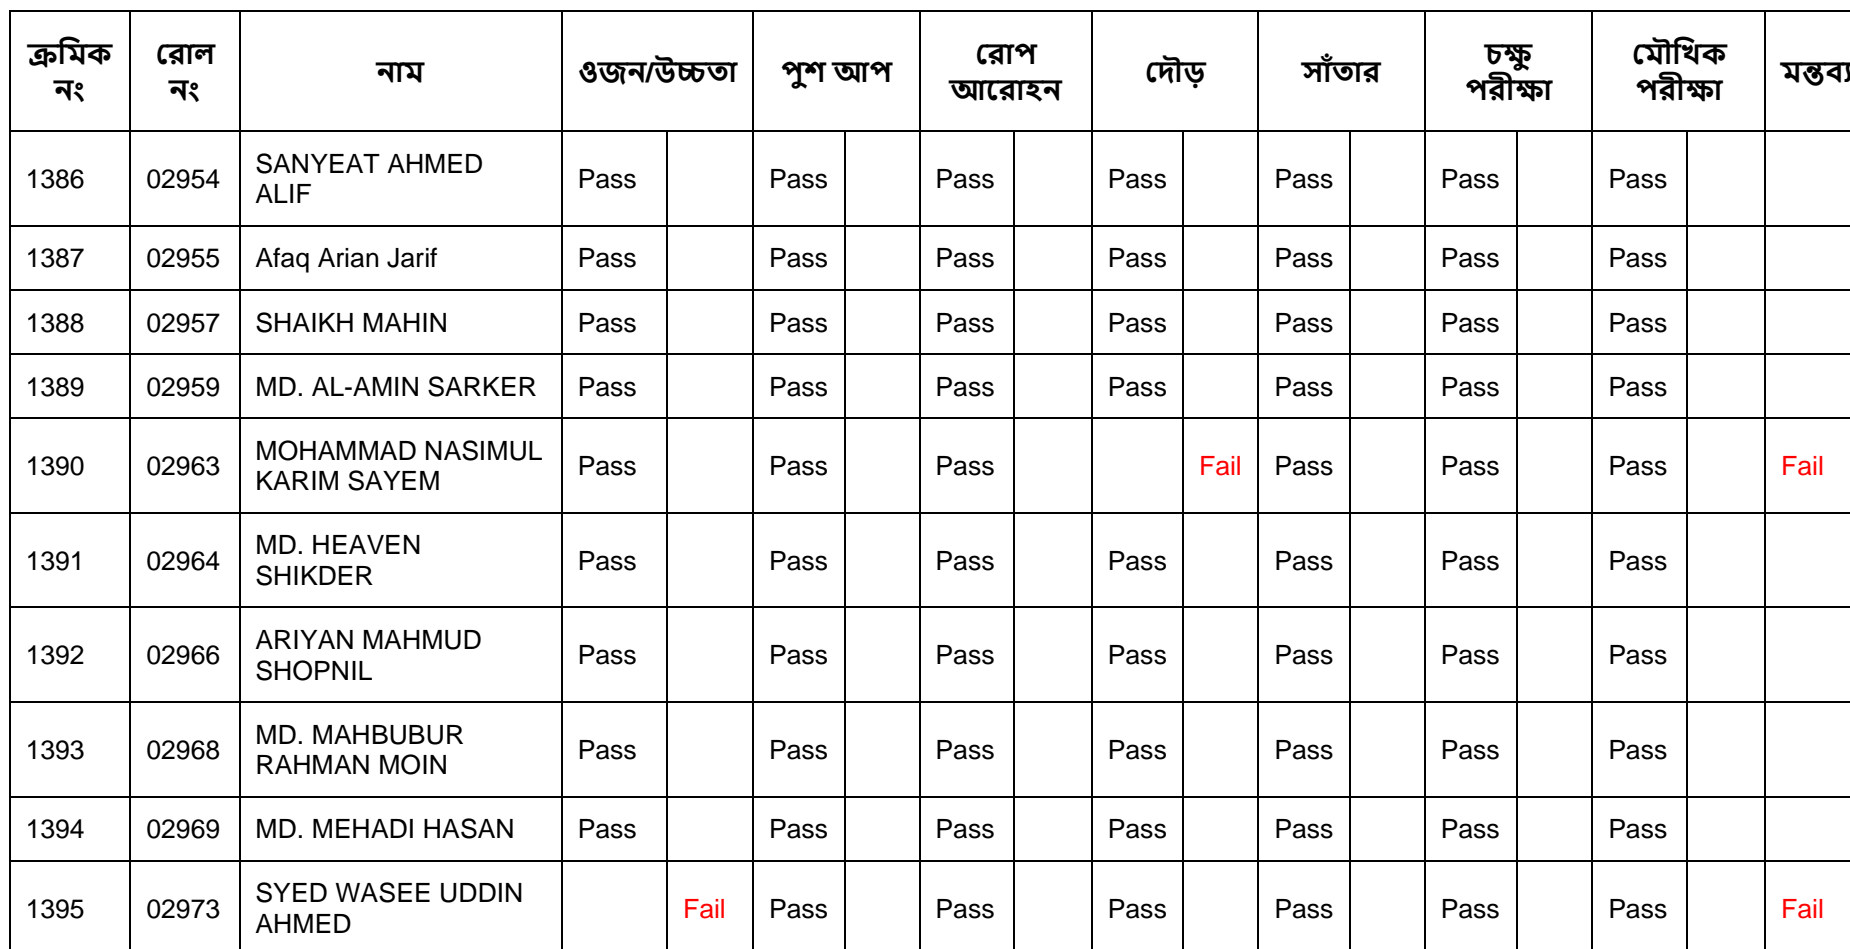 ক্রমিক নং রোল নং নাম ওজন/উচ্চতা পুশ আপ রোপ আরোহন দৌড় সাঁতার চক্ষু পরীক্ষা মৌখিক পরীক্ষা মন্তব্য
1386 02954 SANYEAT AHMED ALIF Pass Pass Pass Pass Pass Pass Pass
1387 02955 Afaq Arian Jarif Pass Pass Pass Pass Pass Pass Pass
1388 02957 SHAIKH MAHIN Pass Pass Pass Pass Pass Pass Pass
1389 02959 MD. AL-AMIN SARKER Pass Pass Pass Pass Pass Pass Pass
1390 02963 MOHAMMAD NASIMUL KARIM SAYEM Pass Pass Pass Fail Pass Pass Pass Fail
1391 02964 MD. HEAVEN SHIKDER Pass Pass Pass Pass Pass Pass Pass
1392 02966 ARIYAN MAHMUD SHOPNIL Pass Pass Pass Pass Pass Pass Pass
1393 02968 MD. MAHBUBUR RAHMAN MOIN Pass Pass Pass Pass Pass Pass Pass
1394 02969 MD. MEHADI HASAN Pass Pass Pass Pass Pass Pass Pass
1395 02973 SYED WASEE UDDIN AHMED Fail Pass Pass Pass Pass Pass Pass Fail